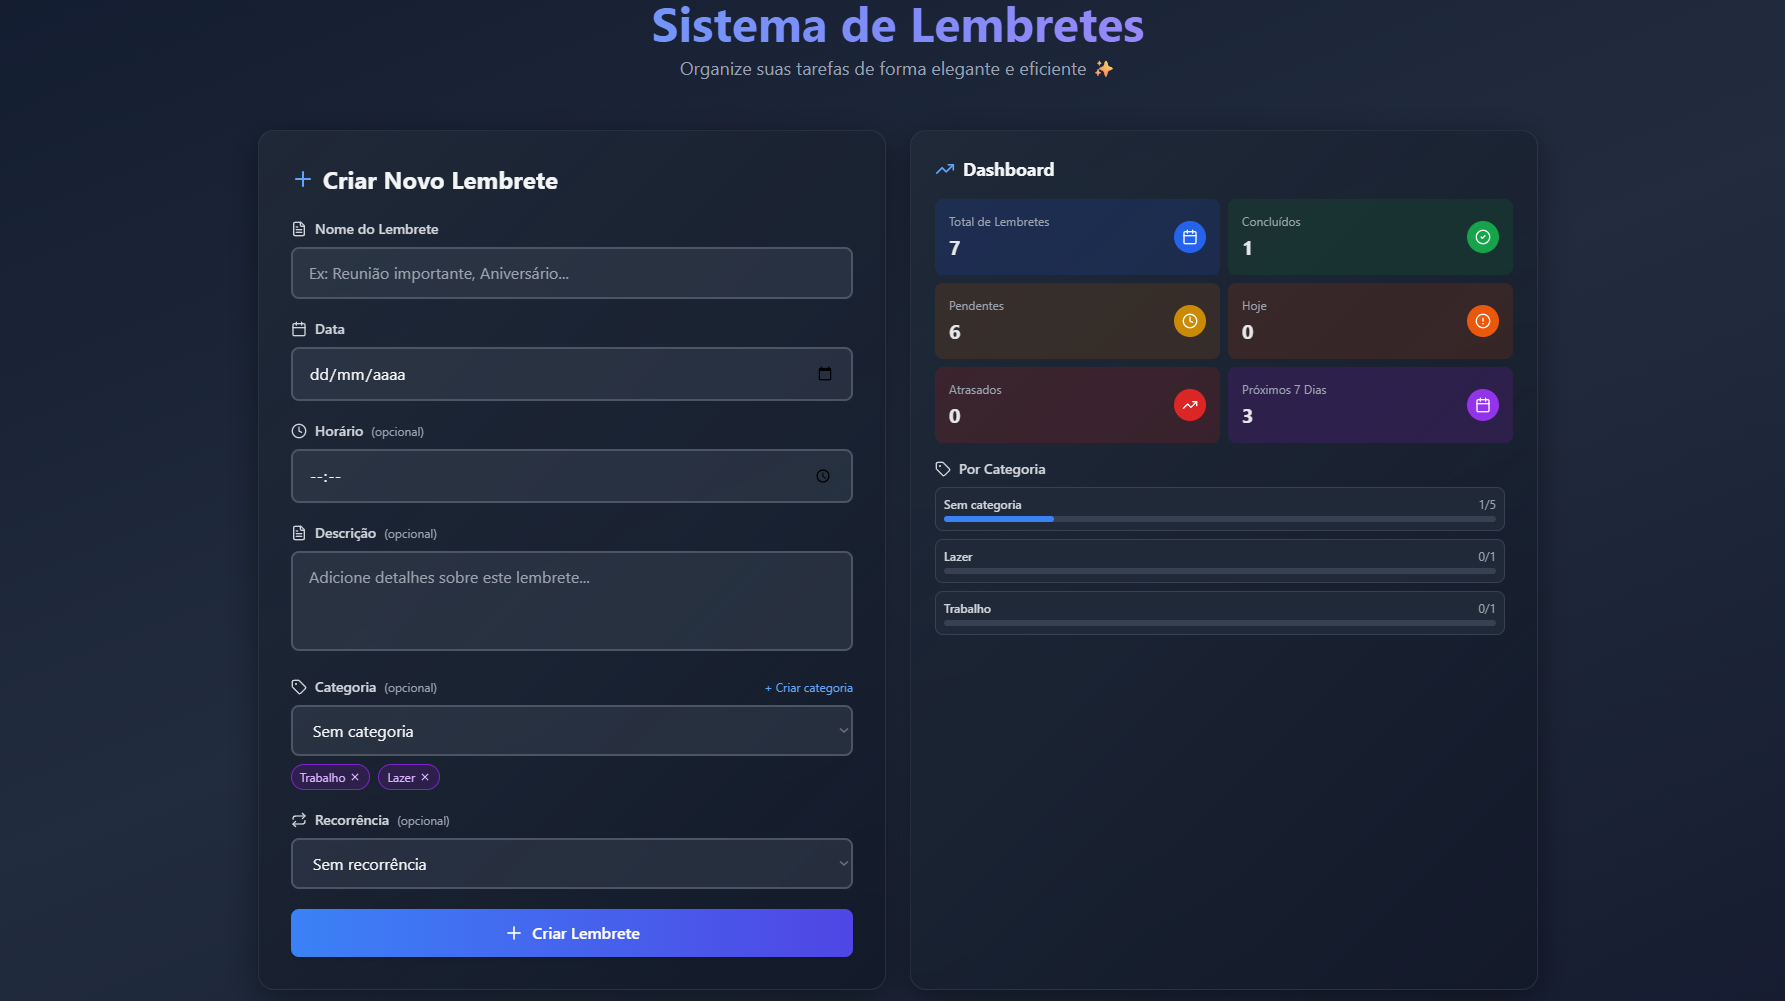 Sistema de Lembretes
Organize suas tarefas de forma elegante e eficiente ✨
Criar Novo Lembrete
Nome do Lembrete
Ex: Reunião importante, Aniversário...
Data
dd/mm/aaaa
Horário (opcional)
--:--
Descrição (opcional)
Adicione detalhes sobre este lembrete...
Categoria (opcional) + Criar categoria
Sem categoria
Trabalho × Lazer ×
Recorrência (opcional)
Sem recorrência
+ Criar Lembrete
Dashboard
Total de Lembretes
7
Concluídos
1
Pendentes
6
Hoje
0
Atrasados
0
Próximos 7 Dias
3
Por Categoria
Sem categoria 1/5
Lazer 0/1
Trabalho 0/1